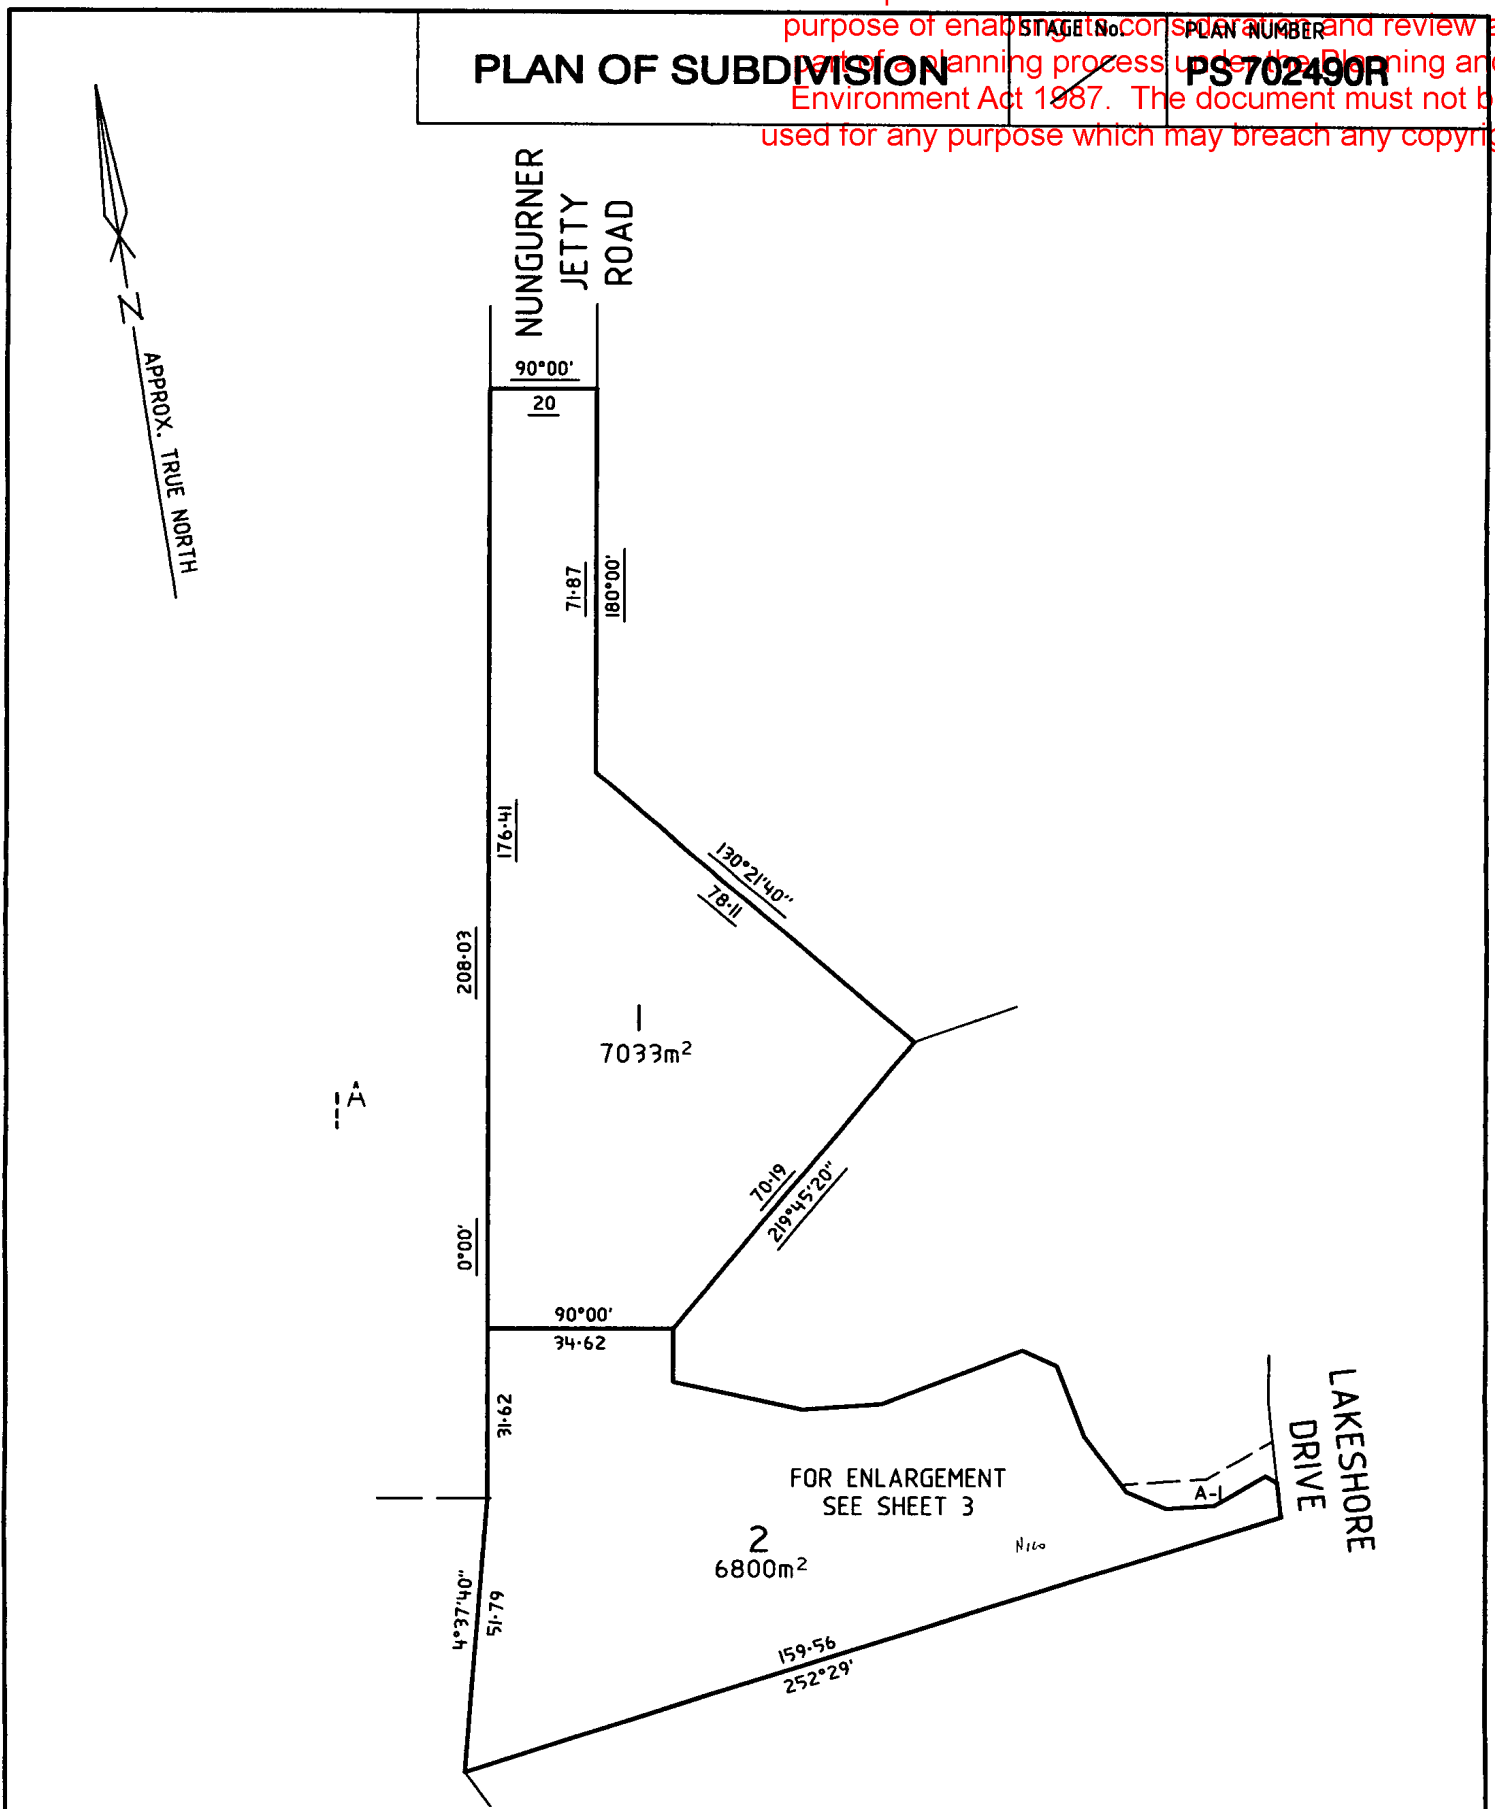 purpose of enabling its consideration and review a
part of a planning process under the Planning and
Environment Act 1987. The document must not b
used for any purpose which may breach any copyrig
PLAN OF SUBDIVISION
STAGE No.
PLAN NUMBER
PS 702490R
NUNGURNER
JETTY
ROAD
N
APPROX. TRUE NORTH
90°00'
20
71·87
180°00'
176·41
130°21'40"
78·11
208·03
1
7033m²
A
70·19
219°45'20"
0°00'
90°00'
34·62
31·62
LAKESHORE
DRIVE
FOR ENLARGEMENT
SEE SHEET 3
A-1
2
6800m²
4°37'40"
51·79
159·56
252°29'